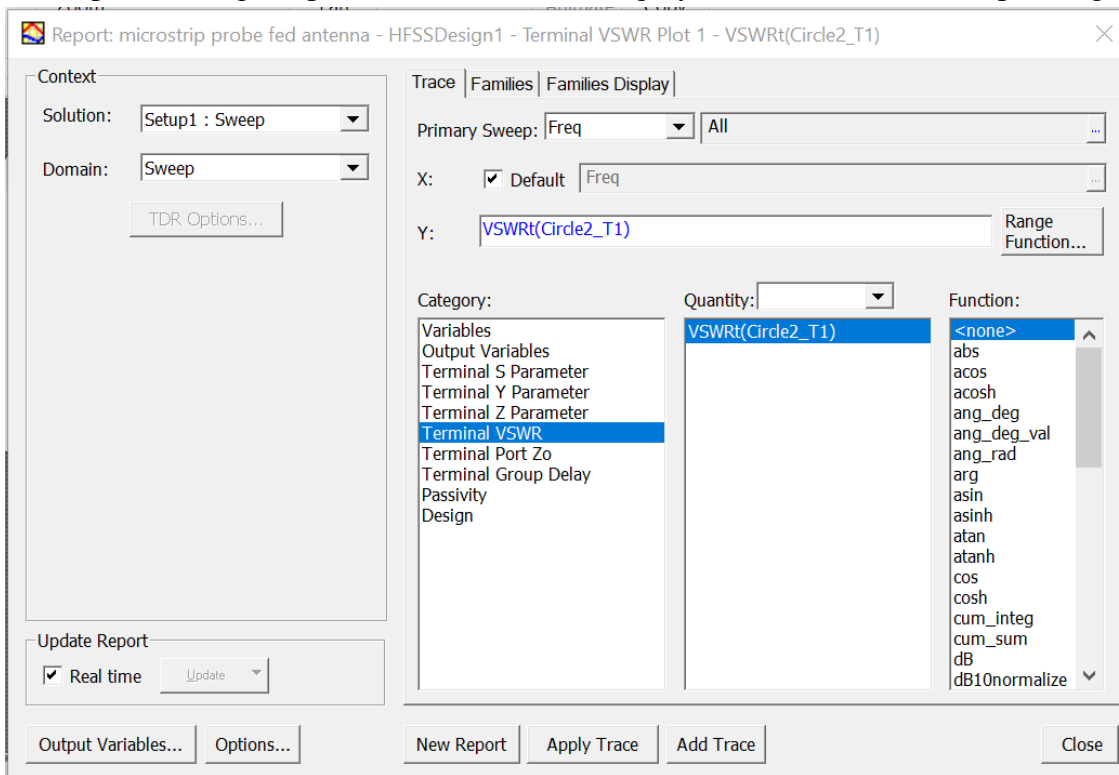 Report: microstrip probe fed antenna - HFSSDesign1 - Terminal VSWR Plot 1 - VSWRt(Circle2_T1)
Context
Solution: Setup1 : Sweep
Domain: Sweep
TDR Options...
Update Report
Real time Update
Output Variables... Options...
Trace Families Families Display
Primary Sweep: Freq All ...
X: Default Freq ...
Y: VSWRt(Circle2_T1) Range
Function...
Category:
Variables
Output Variables
Terminal S Parameter
Terminal Y Parameter
Terminal Z Parameter
Terminal VSWR
Terminal Port Zo
Terminal Group Delay
Passivity
Design
Quantity:
VSWRt(Circle2_T1)
Function:
<none>
abs
acos
acosh
ang_deg
ang_deg_val
ang_rad
arg
asin
asinh
atan
atanh
cos
cosh
cum_integ
cum_sum
dB
dB10normalize
New Report Apply Trace Add Trace Close